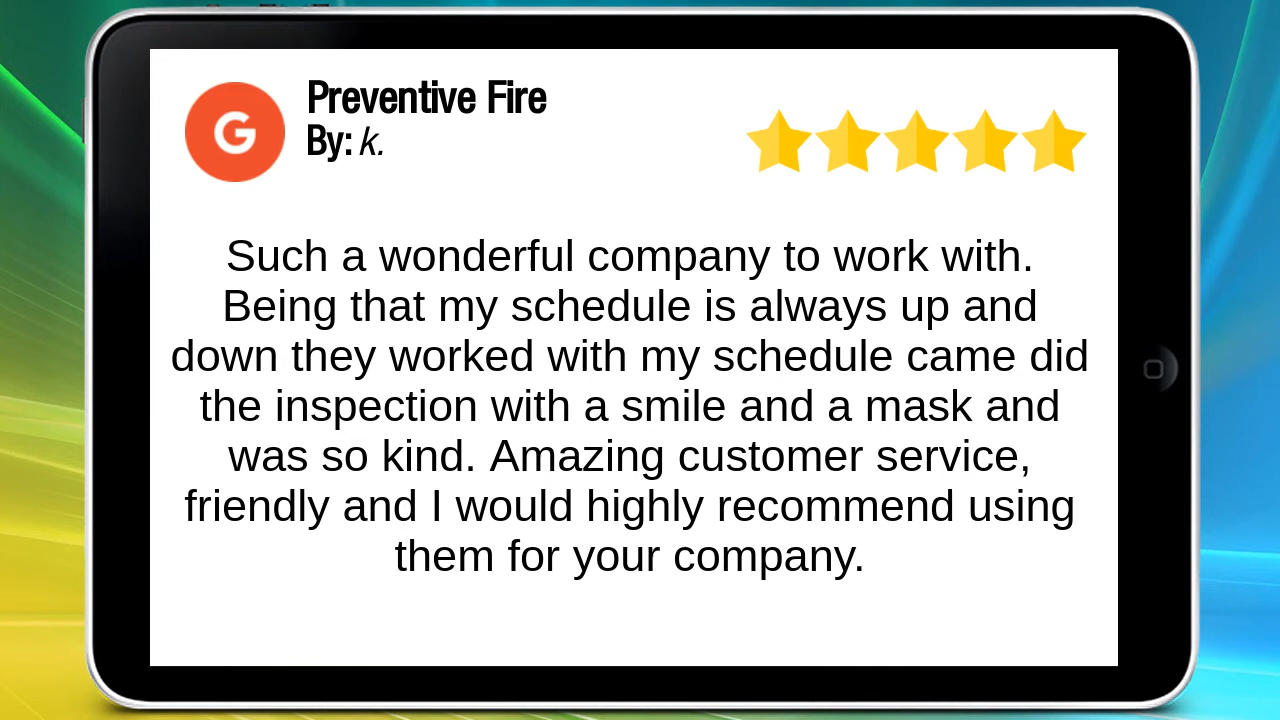 G
Preventive Fire
By: k.
Such a wonderful company to work with.
Being that my schedule is always up and
down they worked with my schedule came did
the inspection with a smile and a mask and
was so kind. Amazing customer service,
friendly and I would highly recommend using
them for your company.